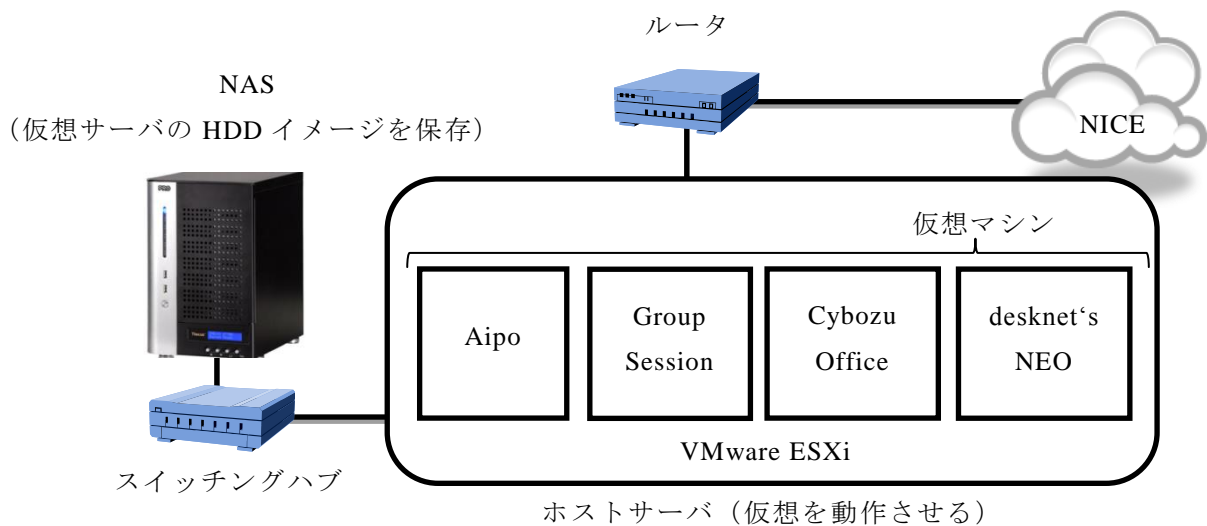 ルータ
NAS
（仮想サーバの HDD イメージを保存）
NICE
PRO
仮想マシン
Aipo
Group
Session
Cybozu
Office
desknet‘s
NEO
VMware ESXi
スイッチングハブ
ホストサーバ（仮想を動作させる）